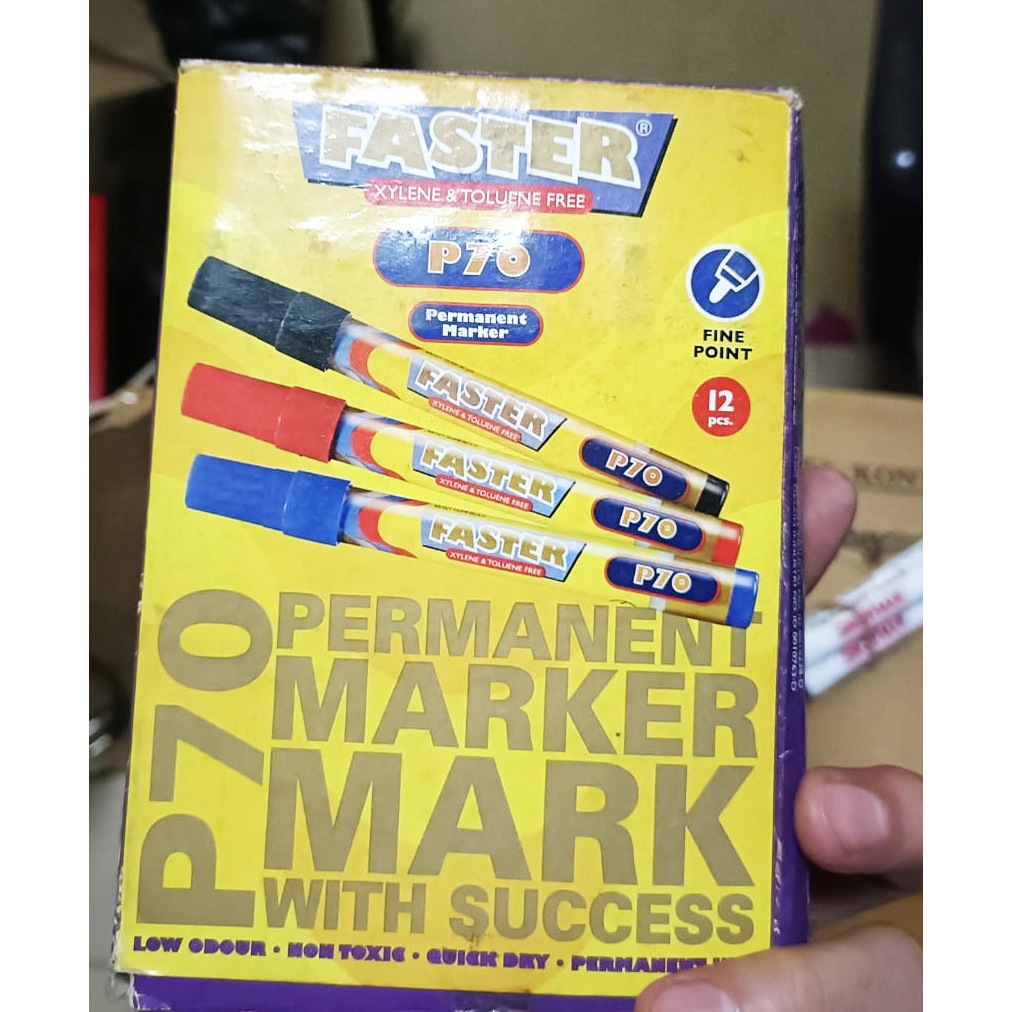 FASTER®
XYLENE & TOLUENE FREE
P70
Permanent
Marker
FINE
POINT
12
pcs.
FASTER
XYLENE & TOLUENE FREE
P70
FASTER
XYLENE & TOLUENE FREE
P70
FASTER
XYLENE & TOLUENE FREE
P70
P70
PERMANENT
MARKER
MARK
WITH SUCCESS
LOW ODOUR • NON TOXIC • QUICK DRY • PERMANENT
KON